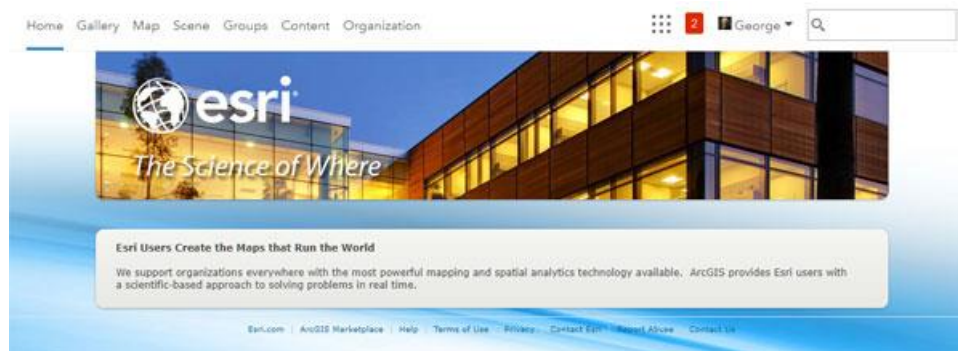 Home Gallery Map Scene Groups Content Organization 2 George
esri
The Science of Where
Esri Users Create the Maps that Run the World
We support organizations everywhere with the most powerful mapping and spatial analytics technology available. ArcGIS provides Esri users with
a scientific-based approach to solving problems in real time.
Esri.com | ArcGIS Marketplace | Help | Terms of Use | Privacy | Contact Esri | Report Abuse | Contact Us